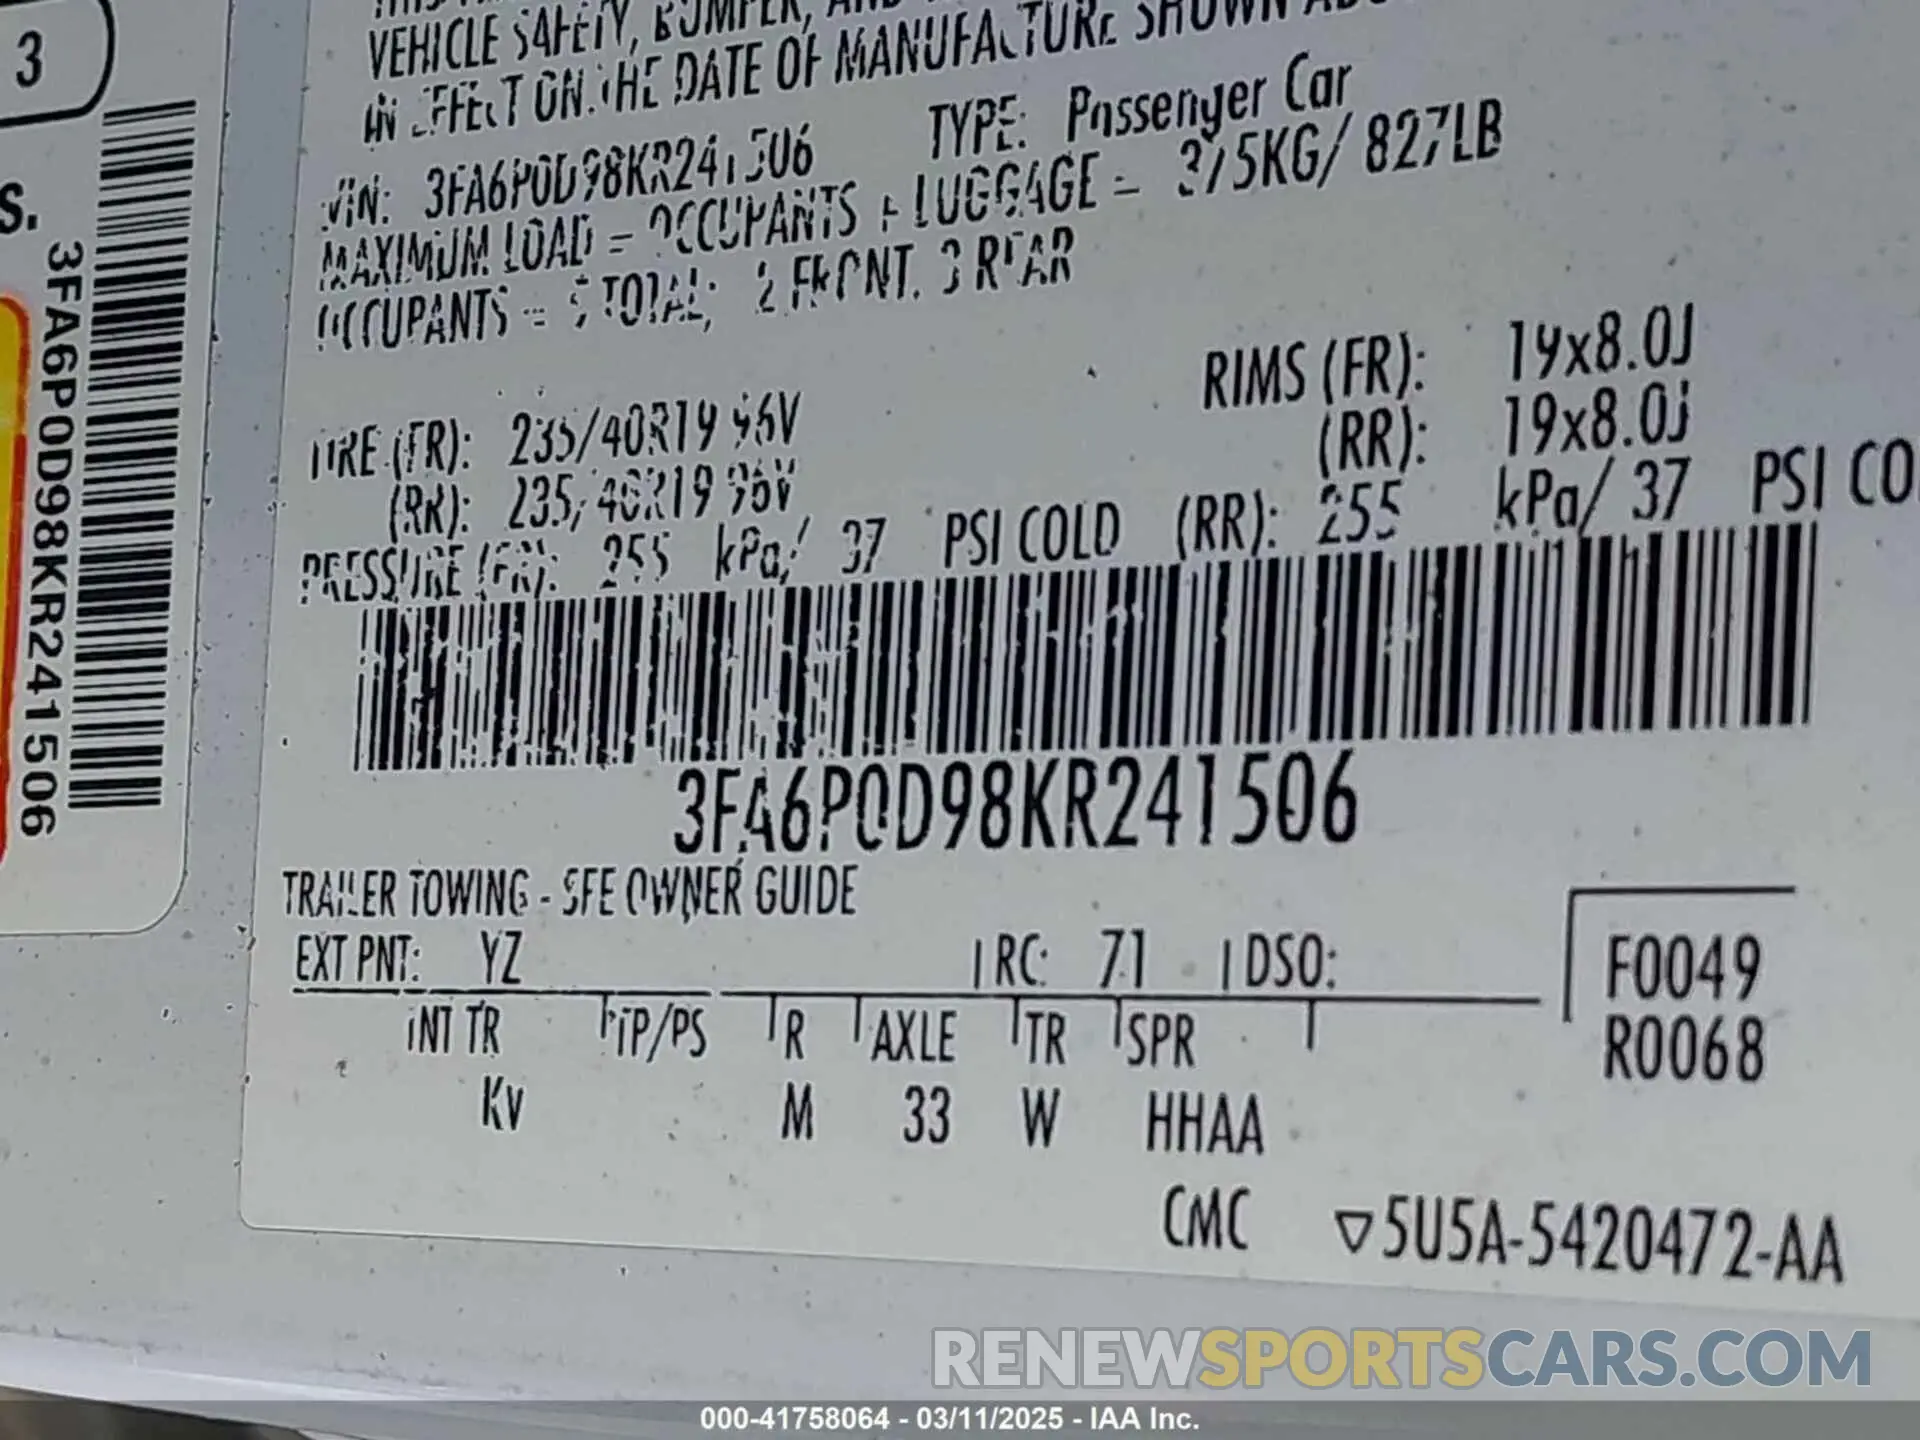 3
S.
3FA6P0D98KR241506
VEHICLE SAFETY, BUMPER, AND
IN EFFECT ON THE DATE OF MANUFACTURE SHOWN
VIN: 3FA6P0D98KR241506 TYPE: Passenger Car
MAXIMUM LOAD = OCCUPANTS + LUGGAGE = 375KG/ 827LB
OCCUPANTS = 5 TOTAL; 2 FRONT, 3 REAR
TIRE (FR): 235/40R19 96V RIMS (FR): 19x8.0J
(RR): 235/40R19 96V (RR): 19x8.0J
PRESSURE (FR): 255 kPa/ 37 PSI COLD (RR): 255 kPa/ 37 PSI CO
3FA6P0D98KR241506
TRAILER TOWING - SEE OWNER GUIDE
EXT PNT: YZ RC: 71 DSO:
F0049
R0068
INT TR TP/PS R AXLE TR SPR
Kv M 33 W HHAA
CMC ▽5U5A-5420472-AA
RENEWSPORTSCARS.COM
000-41758064 - 03/11/2025 - IAA Inc.